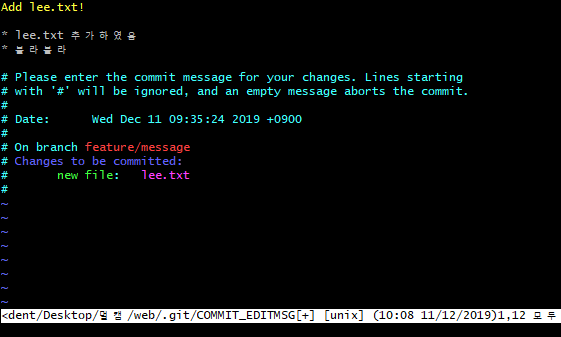 Add lee.txt!
* lee.txt 추가하였음
* 블라블라
# Please enter the commit message for your changes. Lines starting
# with '#' will be ignored, and an empty message aborts the commit.
#
# Date:      Wed Dec 11 09:35:24 2019 +0900
#
# On branch feature/message
# Changes to be committed:
#       new file:   lee.txt
#
~
~
~
~
~
~
~
~
<dent/Desktop/멀캠/web/.git/COMMIT_EDITMSG[+] [unix] (10:08 11/12/2019)1,12 모두